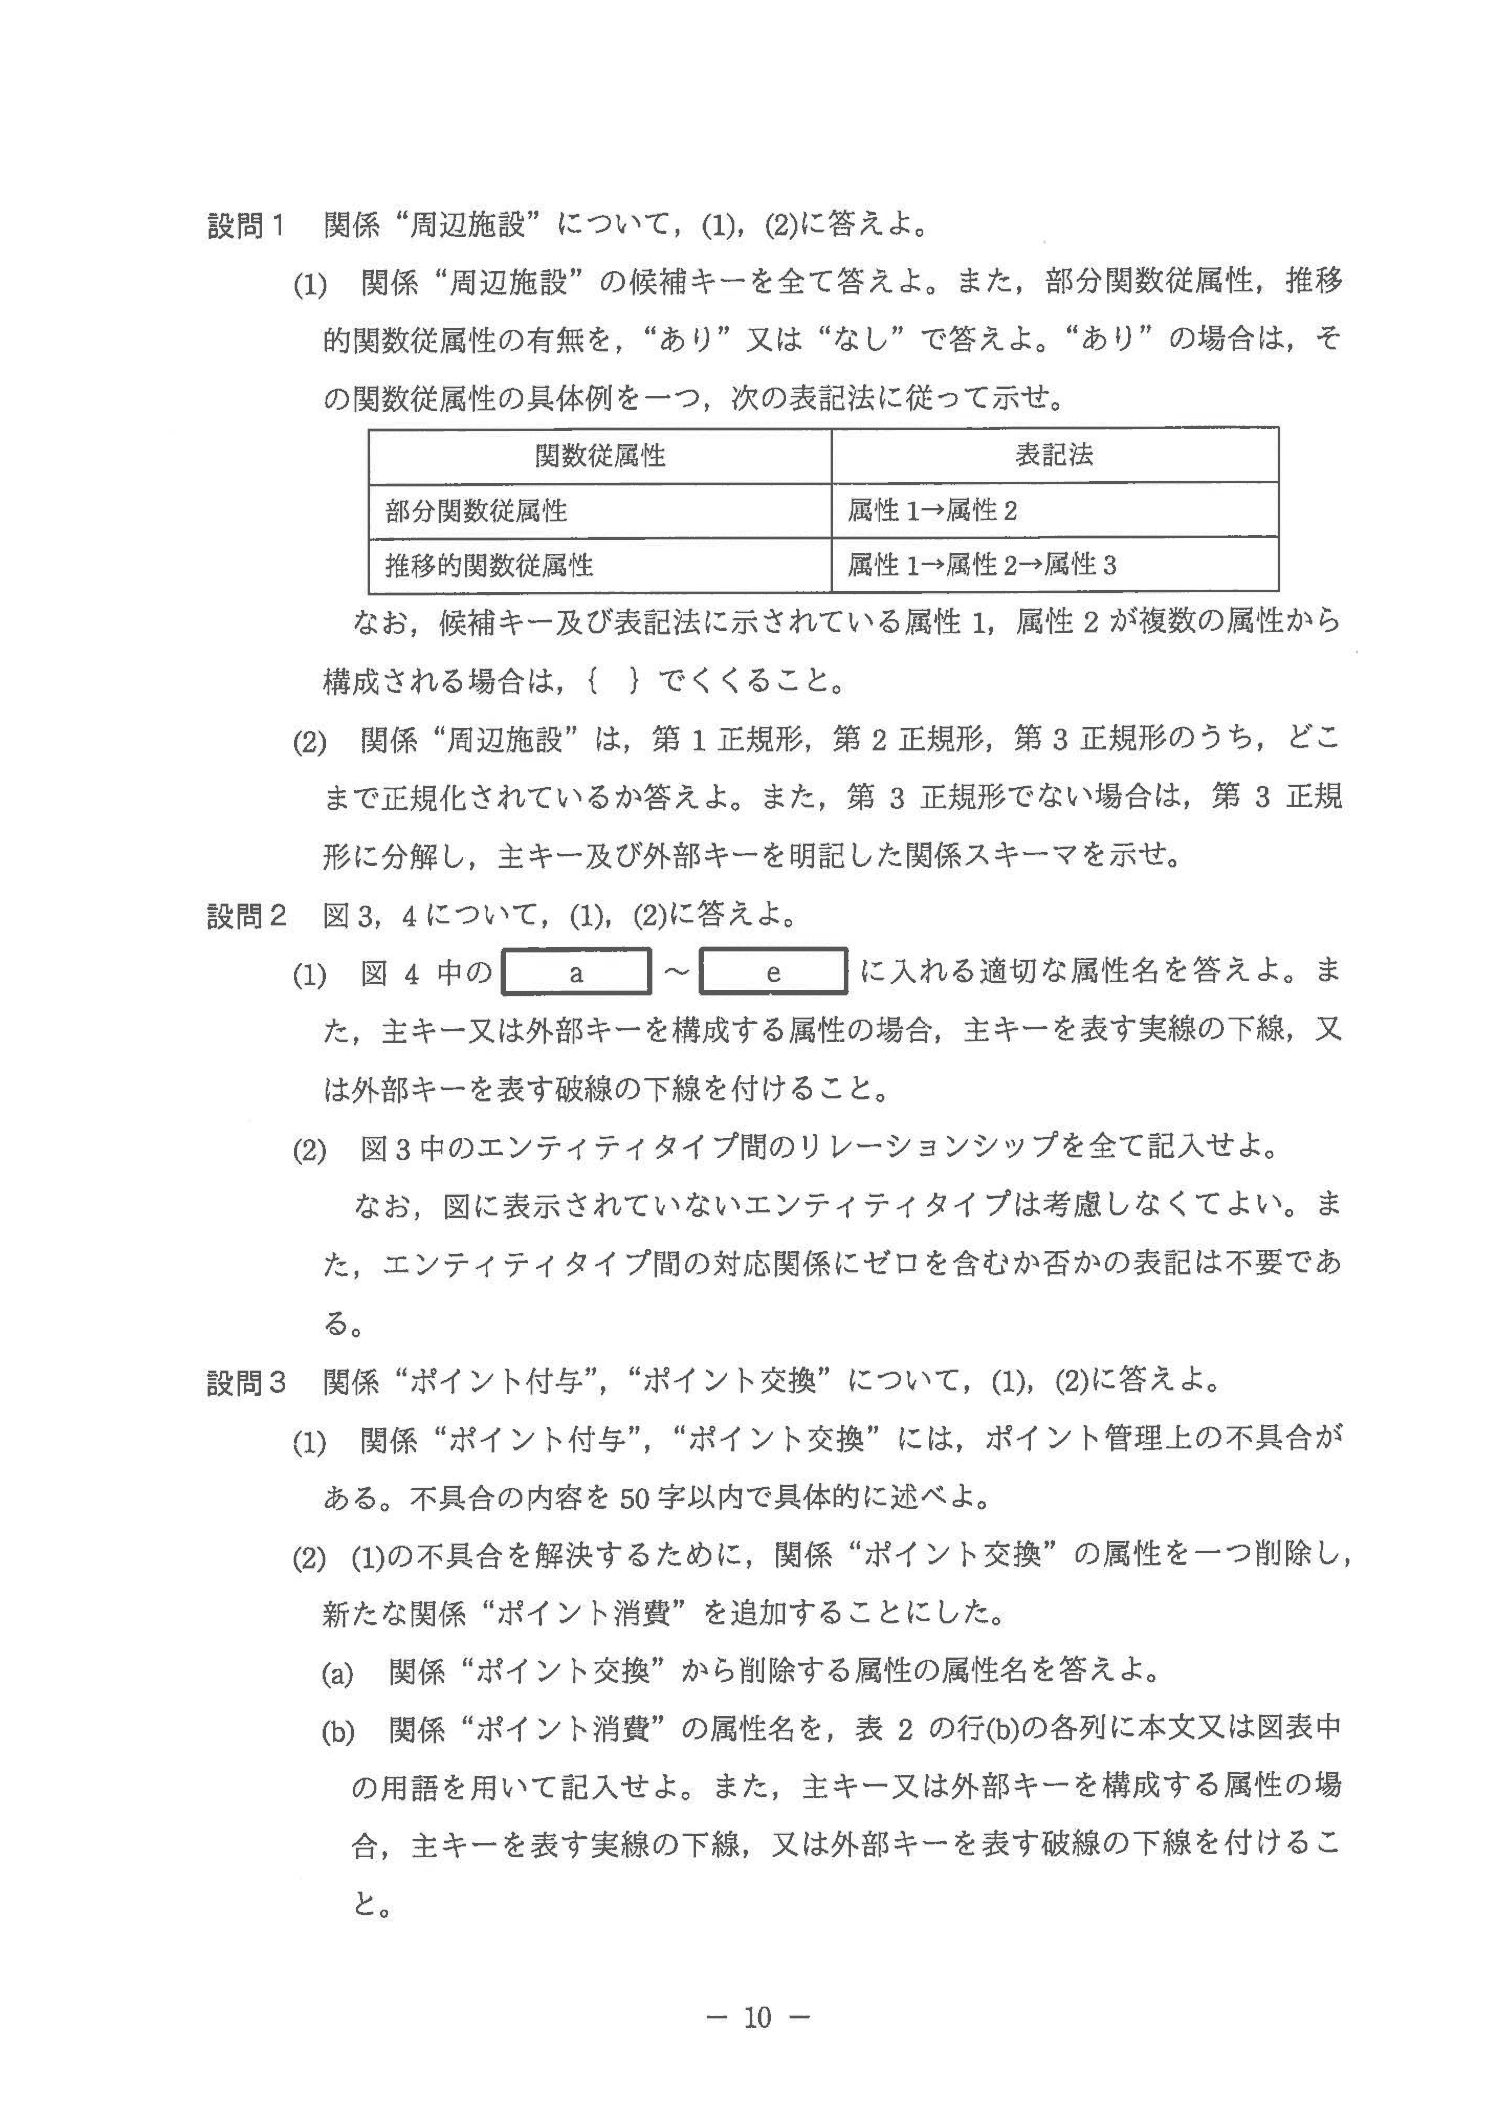 設問1　関係“周辺施設”について，(1)，(2)に答えよ。
(1)　関係“周辺施設”の候補キーを全て答えよ。また，部分関数従属性，推移
的関数従属性の有無を，“あり”又は“なし”で答えよ。“あり”の場合は，そ
の関数従属性の具体例を一つ，次の表記法に従って示せ。
関数従属性　表記法
部分関数従属性　属性1→属性2
推移的関数従属性　属性1→属性2→属性3
なお，候補キー及び表記法に示されている属性1，属性2が複数の属性から
構成される場合は，{　}でくくること。
(2)　関係“周辺施設”は，第1正規形，第2正規形，第3正規形のうち，どこ
まで正規化されているか答えよ。また，第3正規形でない場合は，第3正規
形に分解し，主キー及び外部キーを明記した関係スキーマを示せ。
設問2　図3，4について，(1)，(2)に答えよ。
(1)　図4中の a ～ e に入れる適切な属性名を答えよ。ま
た，主キー又は外部キーを構成する属性の場合，主キーを表す実線の下線，又
は外部キーを表す破線の下線を付けること。
(2)　図3中のエンティティタイプ間のリレーションシップを全て記入せよ。
なお，図に表示されていないエンティティタイプは考慮しなくてよい。ま
た，エンティティタイプ間の対応関係にゼロを含むか否かの表記は不要であ
る。
設問3　関係“ポイント付与”，“ポイント交換”について，(1)，(2)に答えよ。
(1)　関係“ポイント付与”，“ポイント交換”には，ポイント管理上の不具合が
ある。不具合の内容を50字以内で具体的に述べよ。
(2)　(1)の不具合を解決するために，関係“ポイント交換”の属性を一つ削除し，
新たな関係“ポイント消費”を追加することにした。
(a)　関係“ポイント交換”から削除する属性の属性名を答えよ。
(b)　関係“ポイント消費”の属性名を，表2の行(b)の各列に本文又は図表中
の用語を用いて記入せよ。また，主キー又は外部キーを構成する属性の場
合，主キーを表す実線の下線，又は外部キーを表す破線の下線を付けるこ
と。
－ 10 －